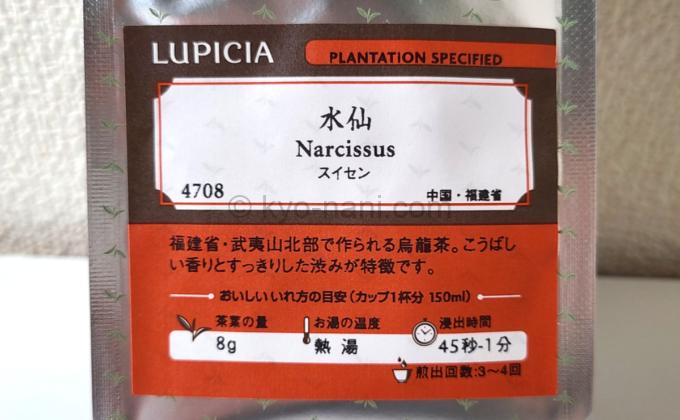 LUPICIA
PLANTATION SPECIFIED
水仙
Narcissus
スイセン
4708
中国・福建省
© kyo-nani.com
福建省・武夷山北部で作られる烏龍茶。こうばし
い香りとすっきりした渋みが特徴です。
おいしいいれ方の目安（カップ1杯分 150ml）
茶葉の量
お湯の温度
浸出時間
8g
熱湯
45秒-1分
煎出回数：3〜4回